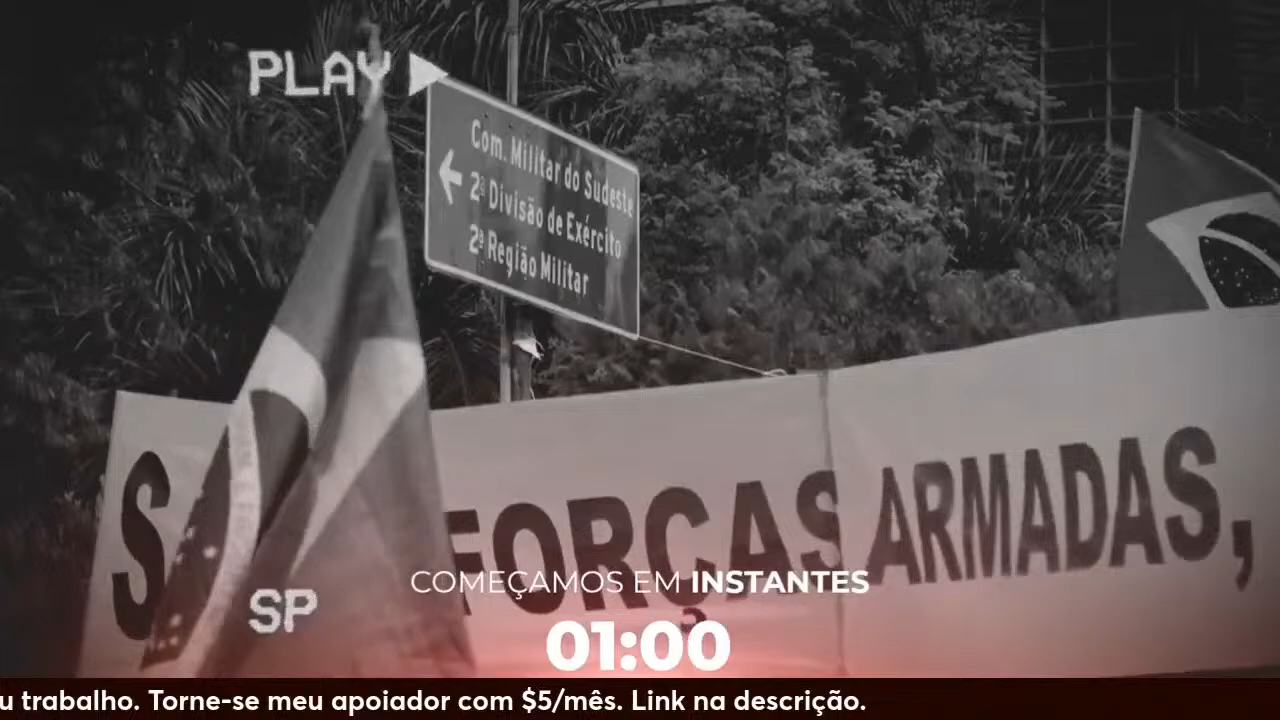 PLAY
Com. Militar do Sudeste
2ª Divisão de Exército
2ª Região Militar
FORÇAS ARMADAS,
COMEÇAMOS EM INSTANTES
SP
01:00
u trabalho. Torne-se meu apoiador com $5/mês. Link na descrição.